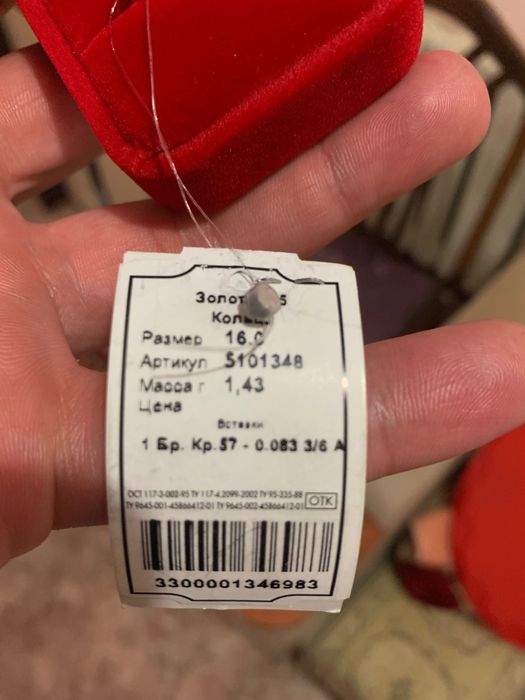 Размер 16.0
Артикул 5101348
Масса г 1,43
Цена
Вставки
1 Бр. Кр.57 - 0.083 3/6 А
ОСТ 117-3-002-95 ТУ 117-4.2099-2002 ТУ 95-335-88
ТУ 9645-001-45866412-01 ТУ 9645-002-45866412-01
ОТК
3300001346983